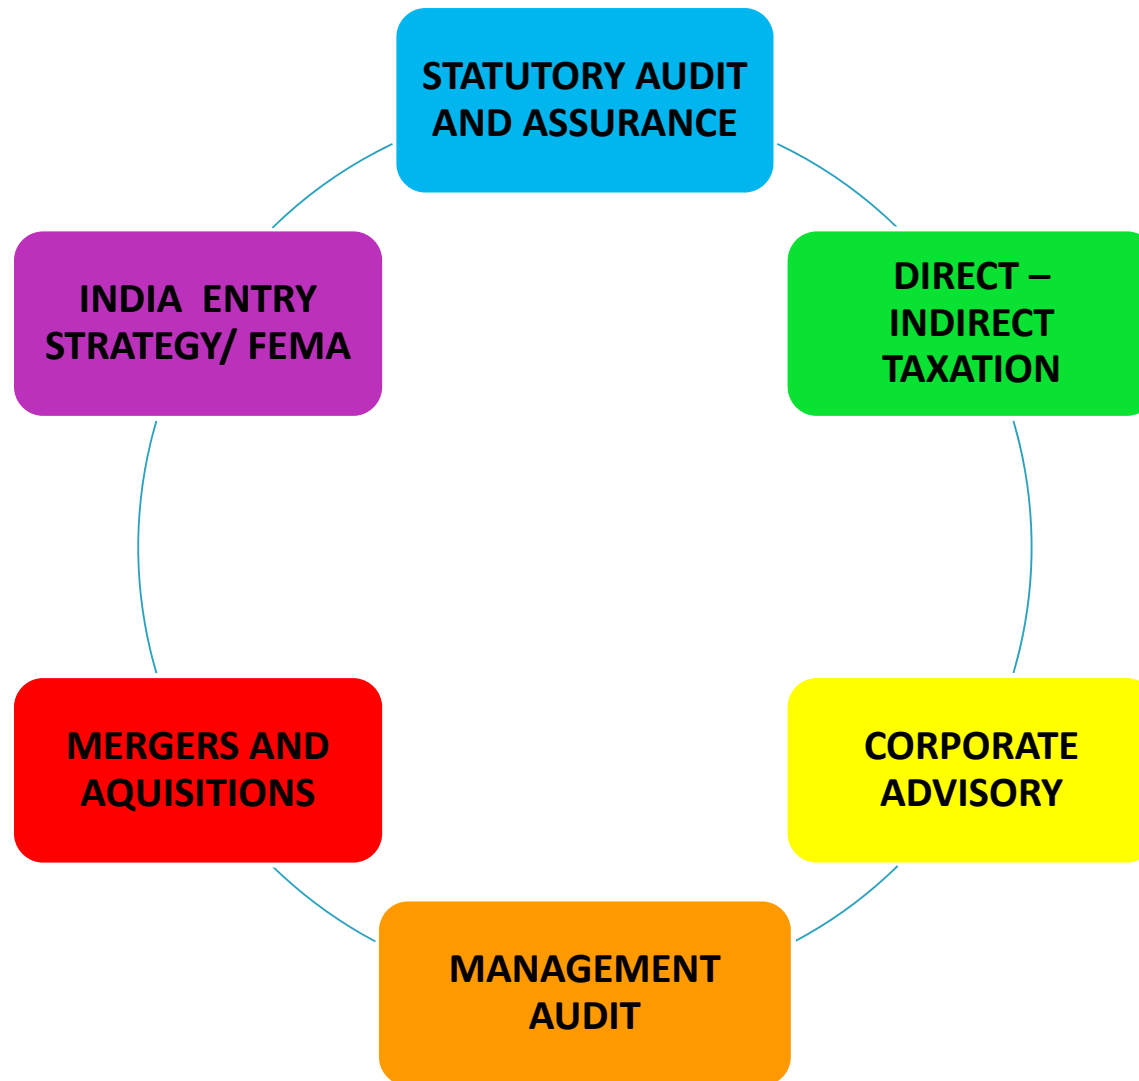 STATUTORY AUDIT
AND ASSURANCE
DIRECT –
INDIRECT
TAXATION
CORPORATE
ADVISORY
MANAGEMENT
AUDIT
MERGERS AND
AQUISITIONS
INDIA  ENTRY
STRATEGY/ FEMA